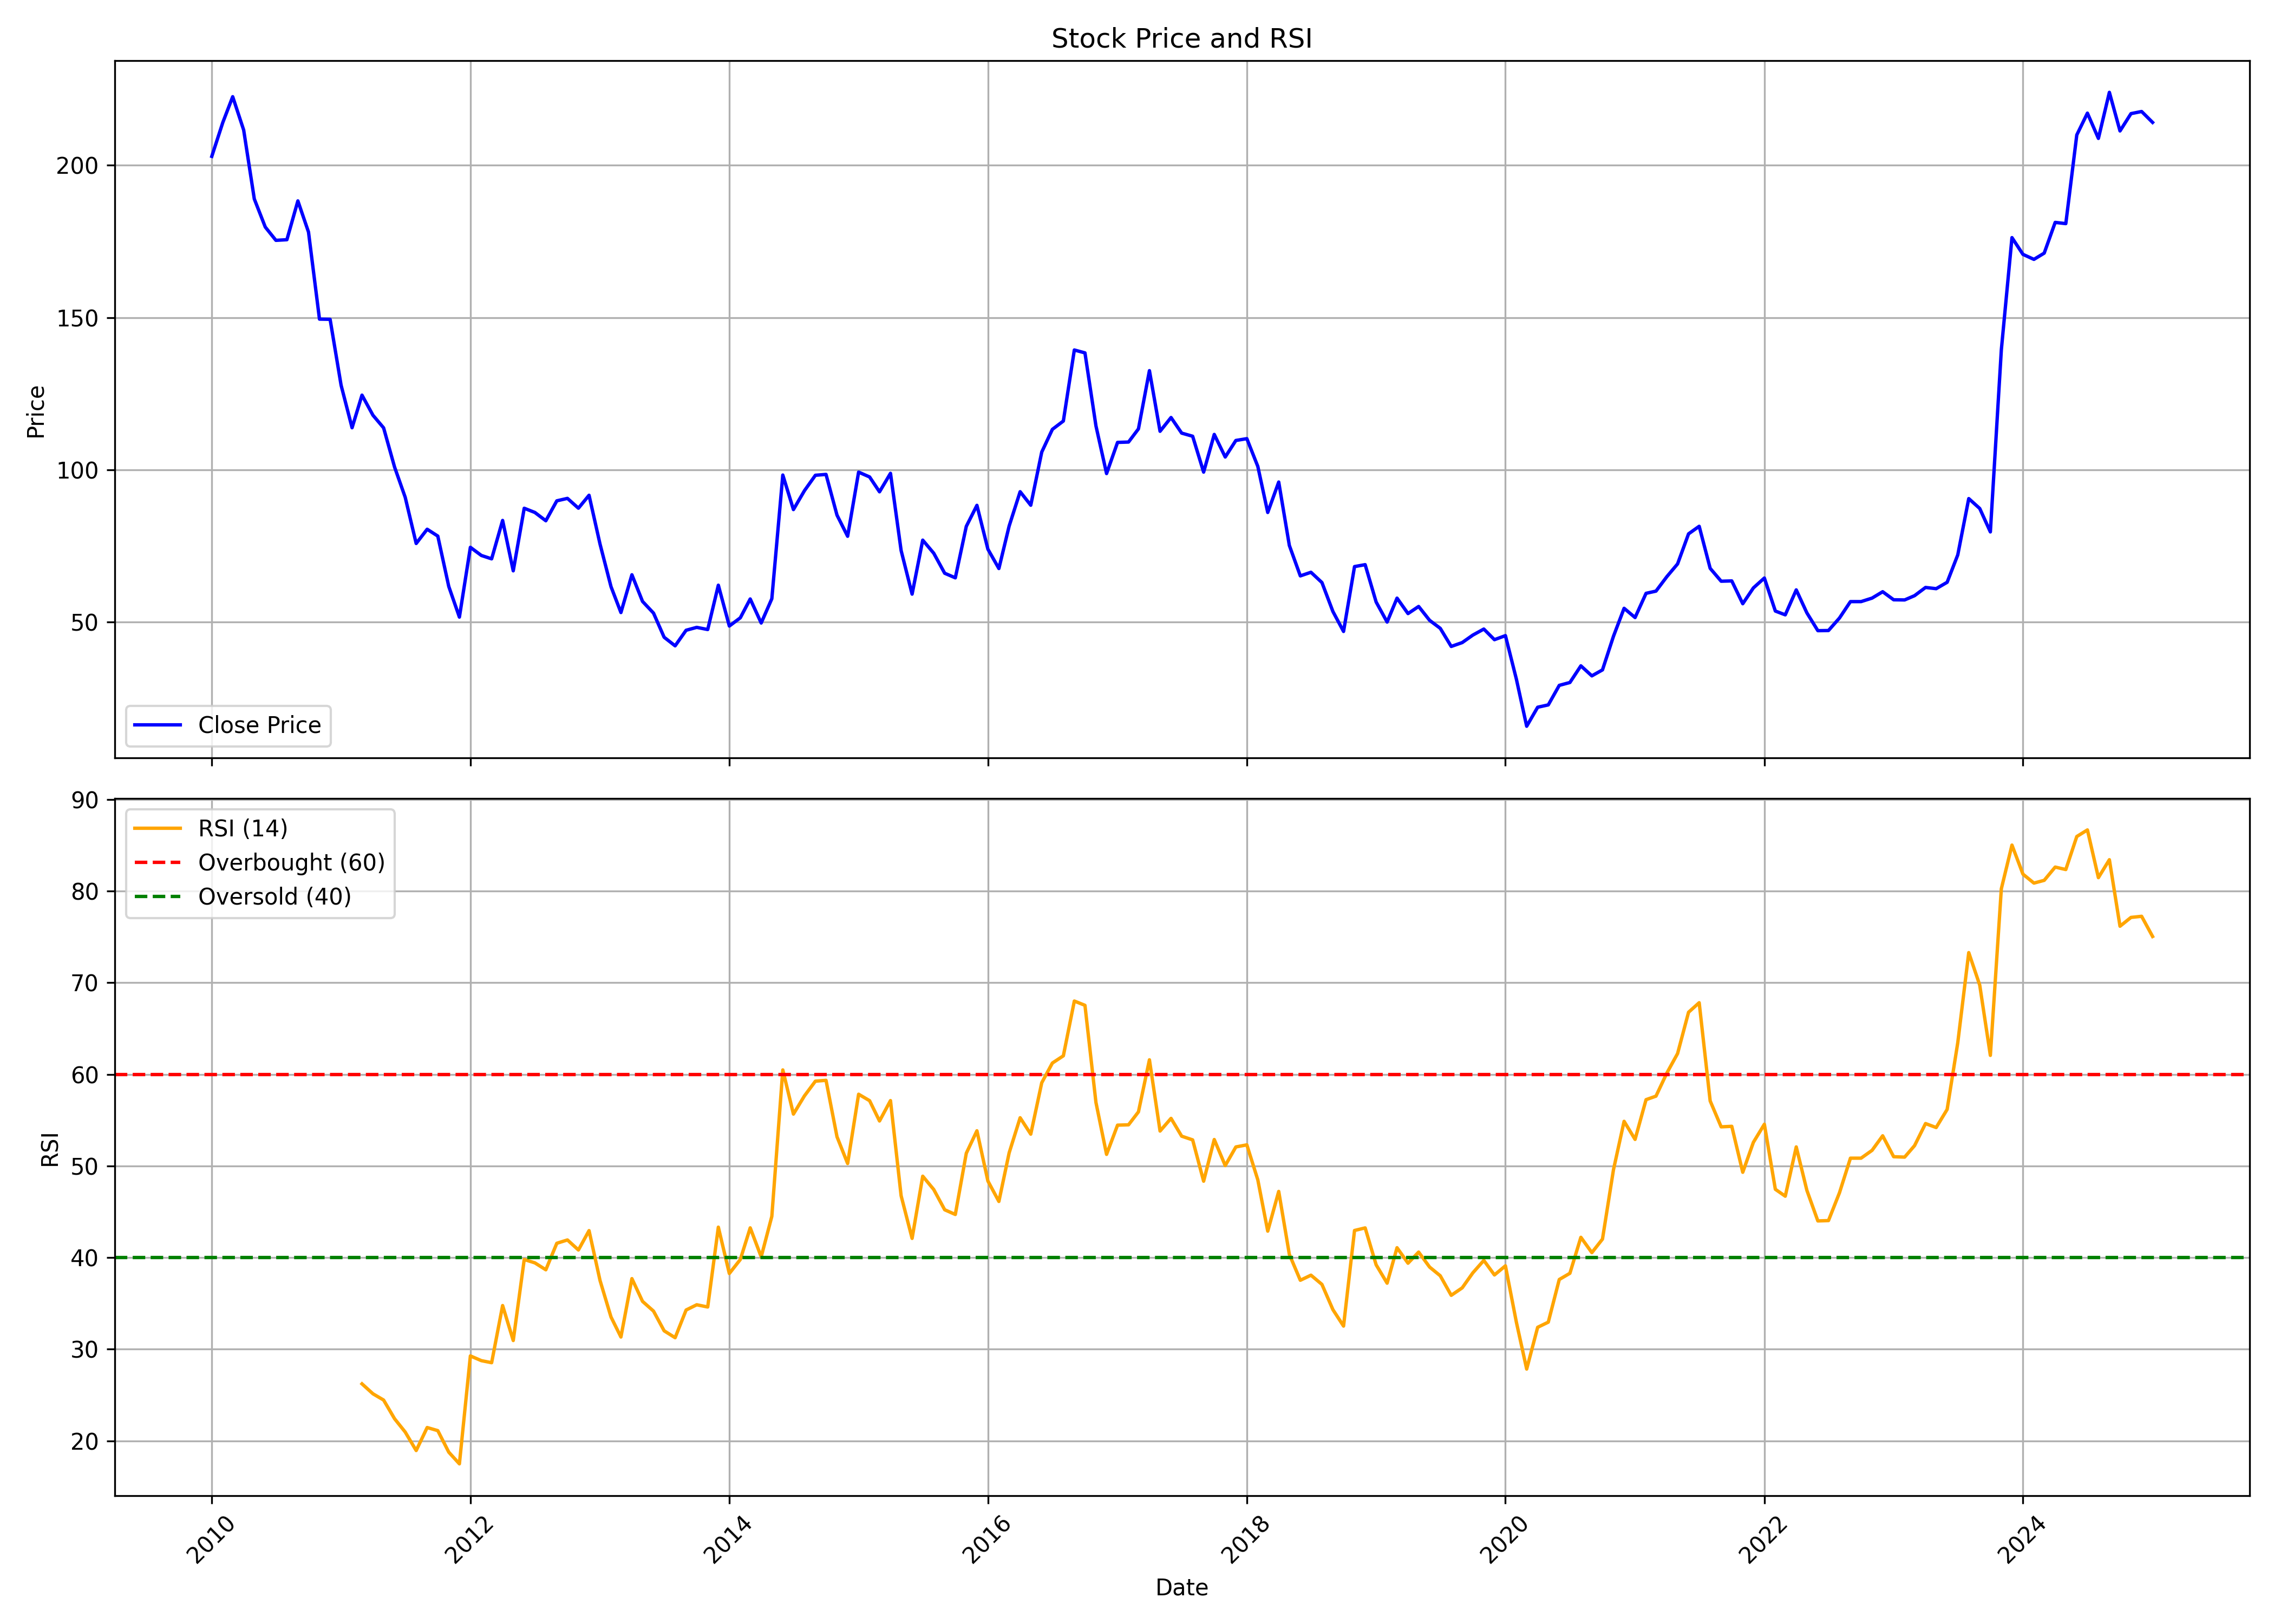 Stock Price and RSI
200
150
100
50
Price
Close Price
90
80
70
60
50
40
30
20
RSI
RSI (14)
Overbought (60)
Oversold (40)
2010
2012
2014
2016
2018
2020
2022
2024
Date